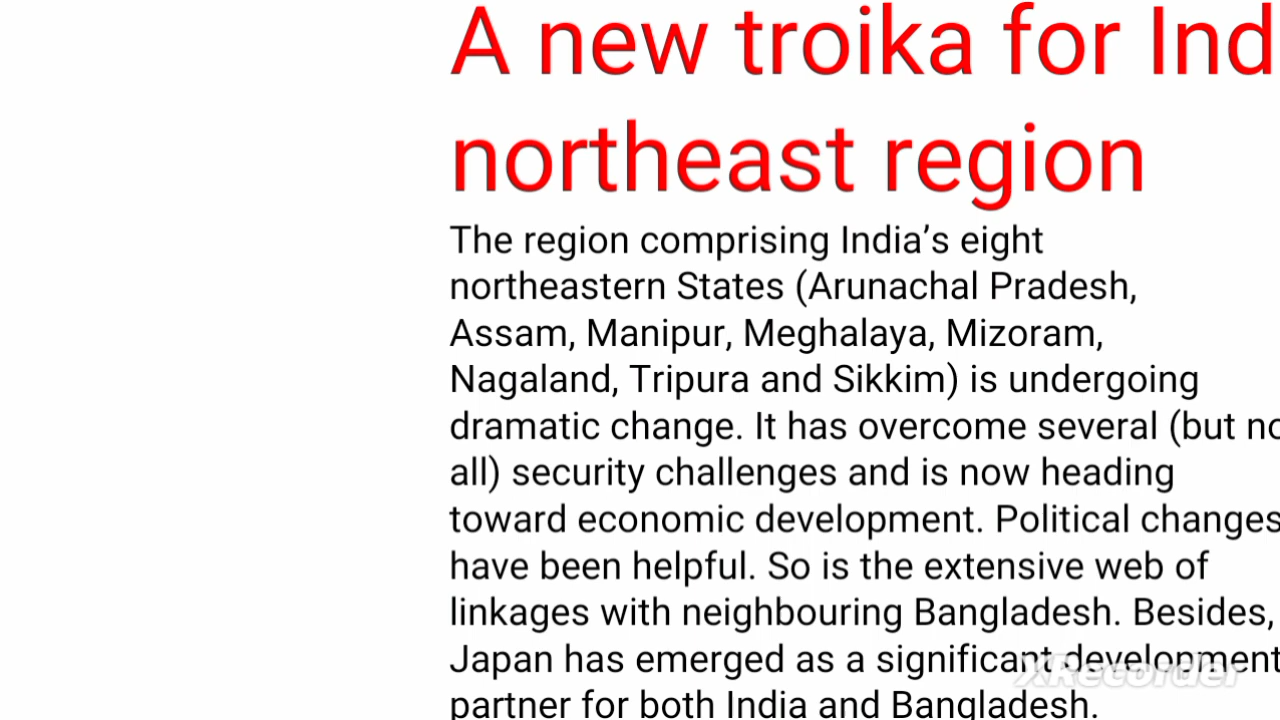 A new troika for Ind
northeast region
The region comprising India’s eight
northeastern States (Arunachal Pradesh,
Assam, Manipur, Meghalaya, Mizoram,
Nagaland, Tripura and Sikkim) is undergoing
dramatic change. It has overcome several (but no
all) security challenges and is now heading
toward economic development. Political changes
have been helpful. So is the extensive web of
linkages with neighbouring Bangladesh. Besides,
Japan has emerged as a significant development
partner for both India and Bangladesh.
XRecorder